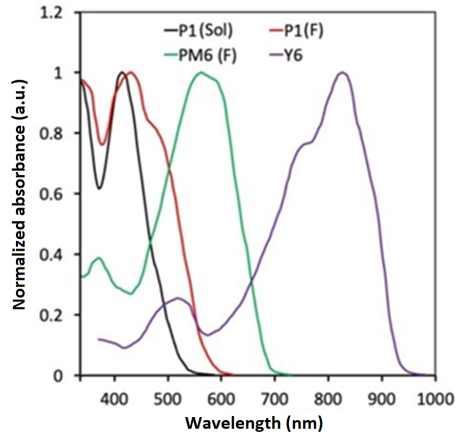 1.2
P1(Sol) P1(F)
PM6 (F) Y6
1
0.8
0.6
0.4
0.2
0
400 500 600 700 800 900 1000
Wavelength (nm)
Normalized absorbance (a.u.)